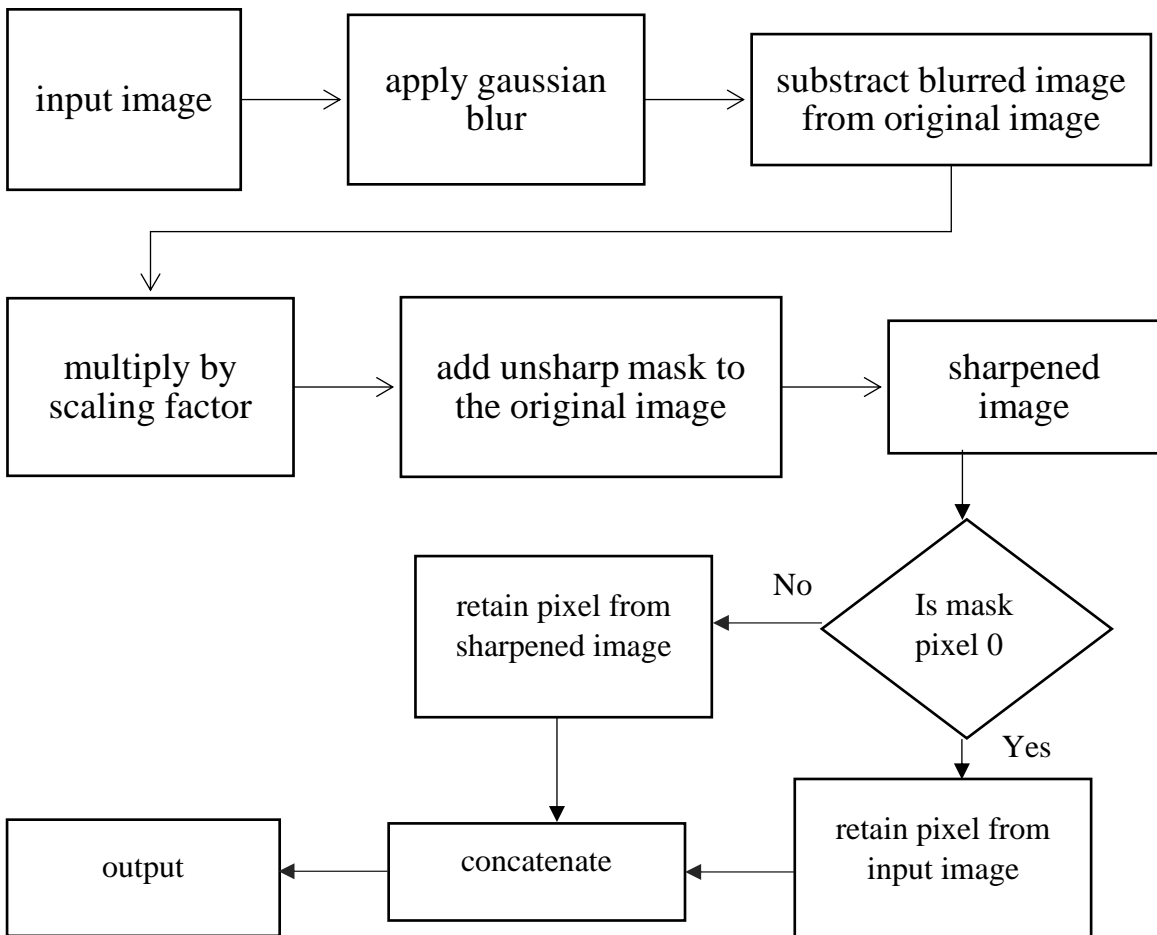 input image
apply gaussian
blur
substract blurred image
from original image
multiply by
scaling factor
add unsharp mask to
the original image
sharpened
image
Is mask
pixel 0
No
retain pixel from
sharpened image
Yes
retain pixel from
input image
concatenate
output